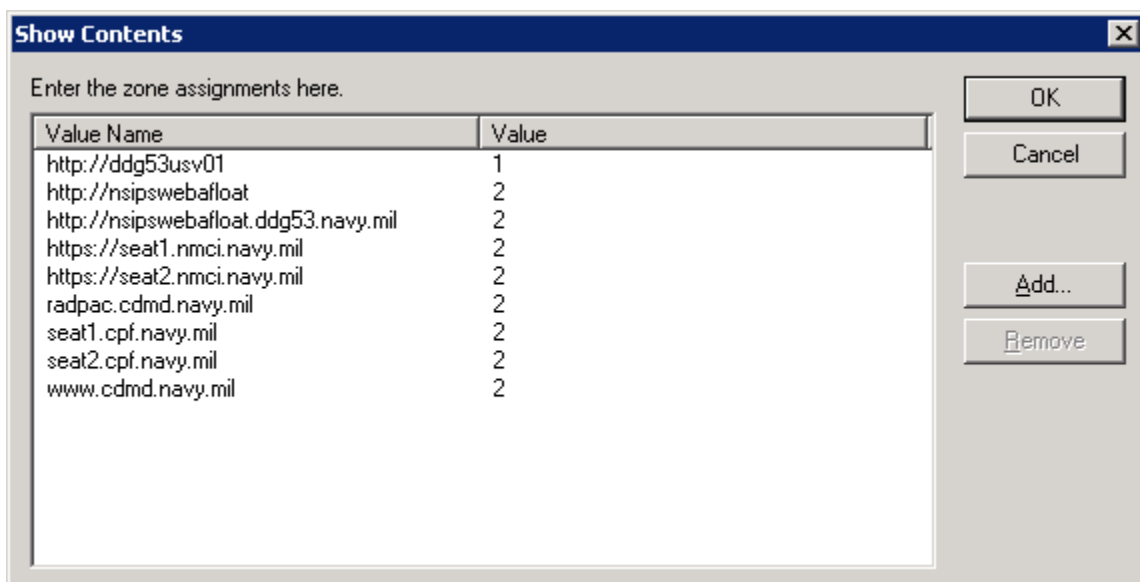 Show Contents
Enter the zone assignments here.
OK
Value Name Value
Cancel
http://ddg53usv01 1
http://nsipswebafloat 2
http://nsipswebafloat.ddg53.navy.mil 2
https://seat1.nmci.navy.mil 2
https://seat2.nmci.navy.mil 2
Add...
radpac.cdmd.navy.mil 2
seat1.cpf.navy.mil 2
Remove
seat2.cpf.navy.mil 2
www.cdmd.navy.mil 2